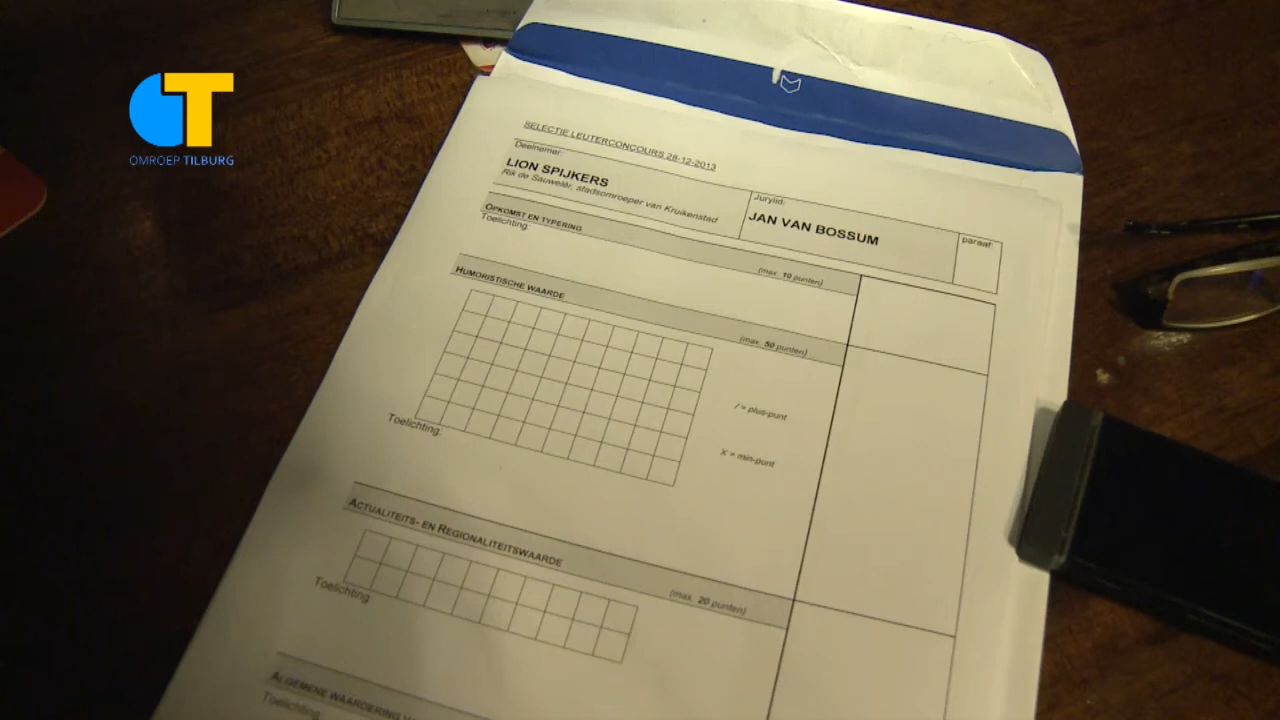 OMROEP TILBURG
SELECTIE LEUTERCONCOURS 28-12-2013
Deelnemer:
LION SPIJKERS
Rik de Sauwelèr, stadsomroeper van Kruikenstad
Jurylid:
JAN VAN BOSSUM
paraaf:
OPKOMST EN TYPERING
(max. 10 punten)
Toelichting:
HUMORISTISCHE WAARDE
(max. 50 punten)
/ = plus-punt
X = min-punt
Toelichting:
ACTUALITEITS- EN REGIONALITEITSWAARDE
(max. 20 punten)
Toelichting:
ALGEMENE WAARDERING
Toelichting: